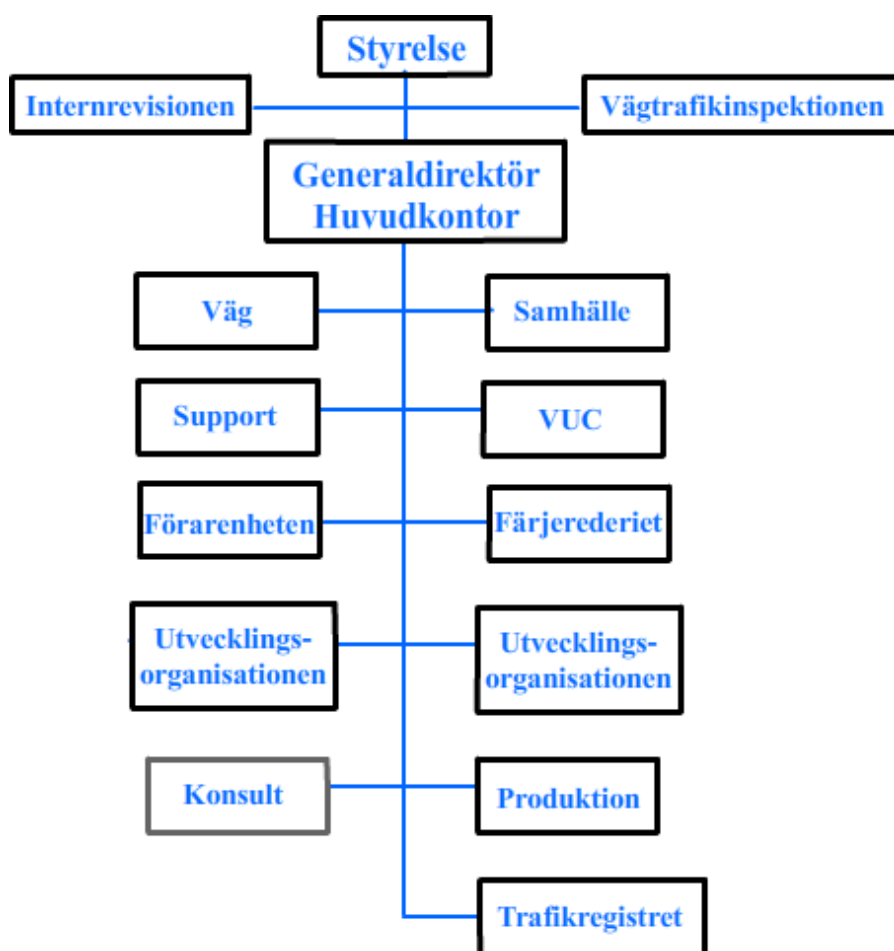 Styrelse
Internrevisionen
Vägtrafikinspektionen
Generaldirektör
Huvudkontor
Väg
Samhälle
Support
VUC
Förarenheten
Färjerederiet
Utvecklings-
organisationen
Utvecklings-
organisationen
Konsult
Produktion
Trafikregistret